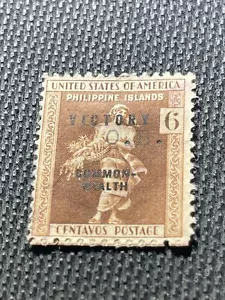 UNITED STATES OF AMERICA
PHILIPPINE ISLANDS
VICTORY
6
COMMON-
WEALTH
CENTAVOS POSTAGE